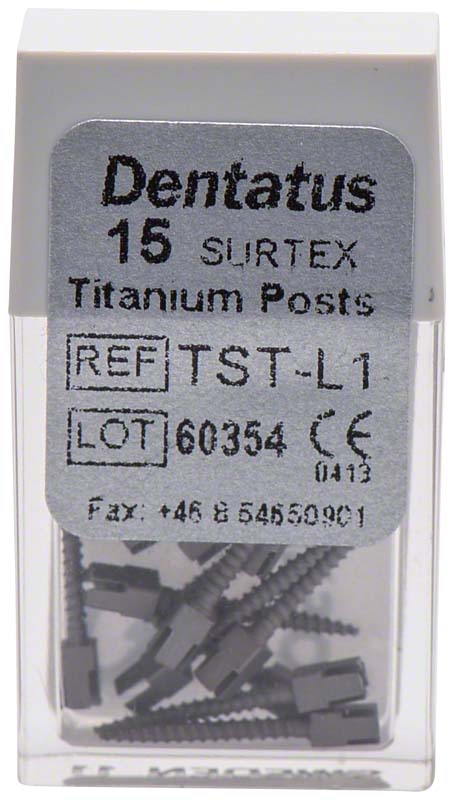 Dentatus
15 SURTEX
Titanium Posts
REF TST-L1
LOT 60354 CE
0413
Fax: +46 8 54650901